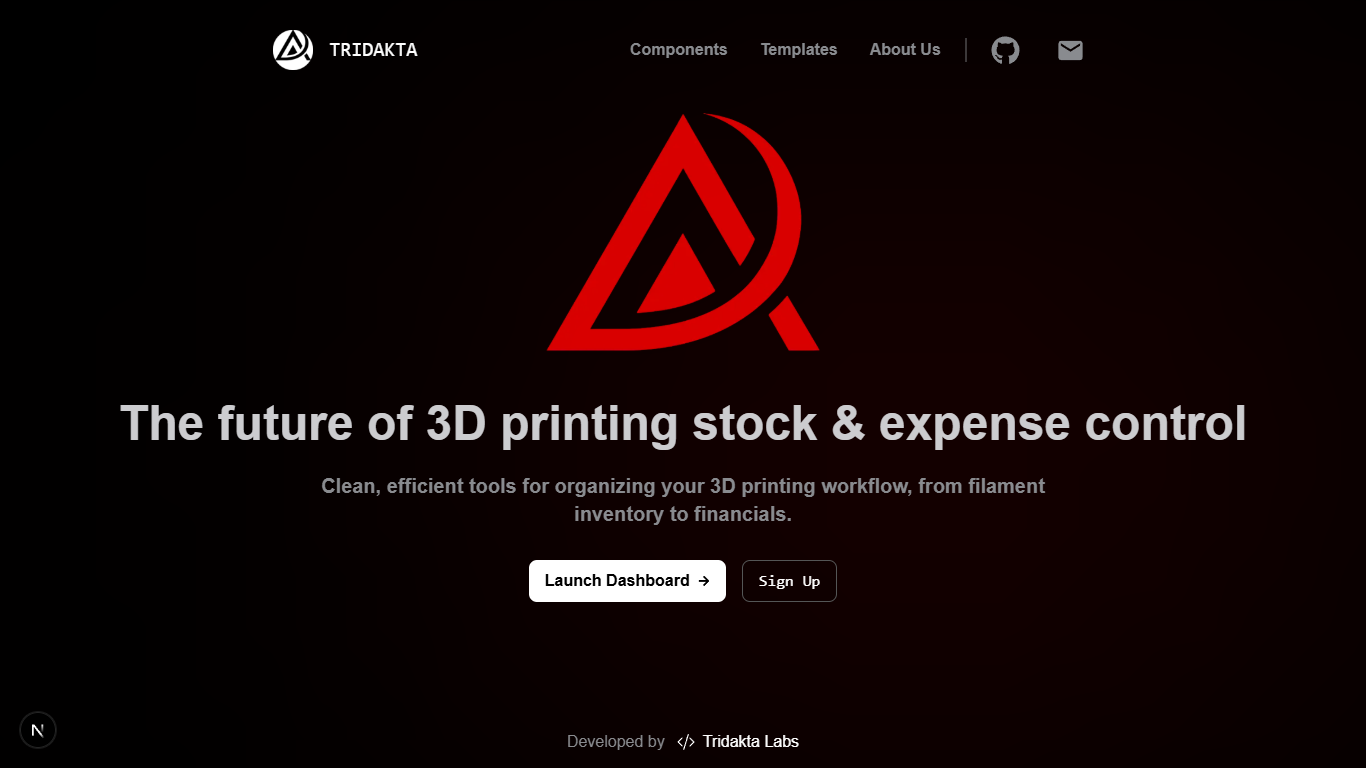 TRIDAKTA
Components Templates About Us
The future of 3D printing stock & expense control
Clean, efficient tools for organizing your 3D printing workflow, from filament
inventory to financials.
Launch Dashboard → Sign Up
N
Developed by </> Tridakta Labs